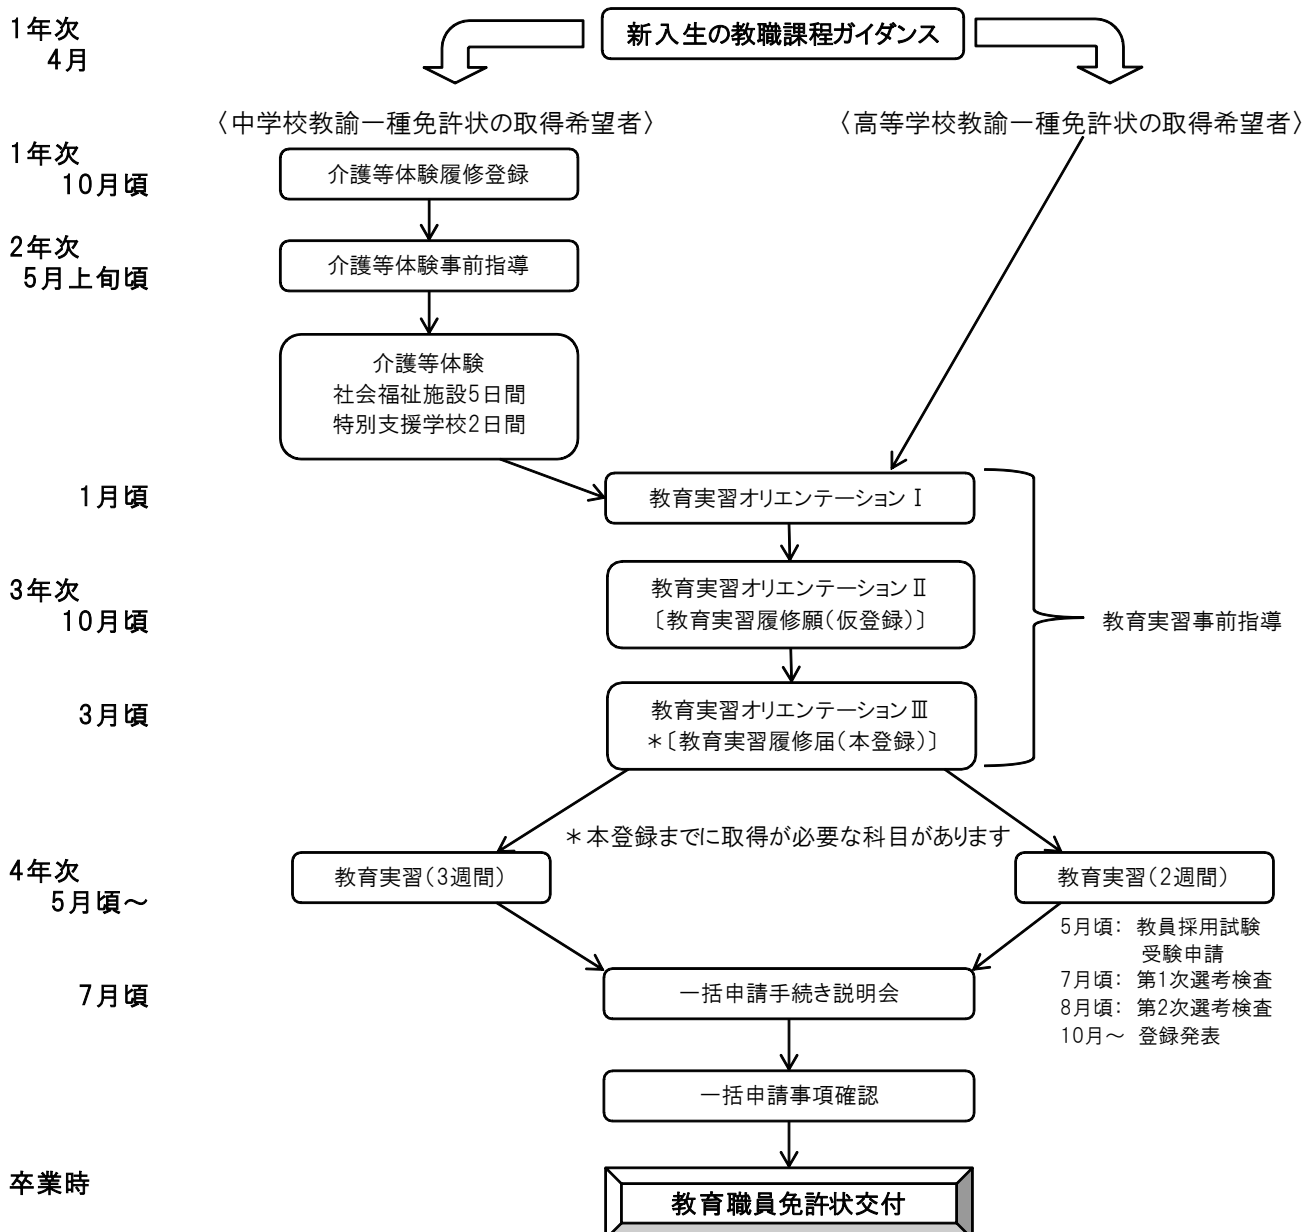 1年次
4月
新入生の教職課程ガイダンス
〈中学校教諭一種免許状の取得希望者〉
〈高等学校教諭一種免許状の取得希望者〉
1年次
10月頃
介護等体験履修登録
2年次
5月上旬頃
介護等体験事前指導
介護等体験
社会福祉施設5日間
特別支援学校2日間
1月頃
教育実習オリエンテーションⅠ
3年次
10月頃
教育実習オリエンテーションⅡ
〔教育実習履修願(仮登録)〕
教育実習事前指導
3月頃
教育実習オリエンテーションⅢ
＊〔教育実習履修届(本登録)〕
＊本登録までに取得が必要な科目があります
4年次
5月頃～
教育実習(3週間)
教育実習(2週間)
5月頃： 教員採用試験
受験申請
7月頃： 第1次選考検査
8月頃： 第2次選考検査
10月～ 登録発表
7月頃
一括申請手続き説明会
一括申請事項確認
卒業時
教育職員免許状交付